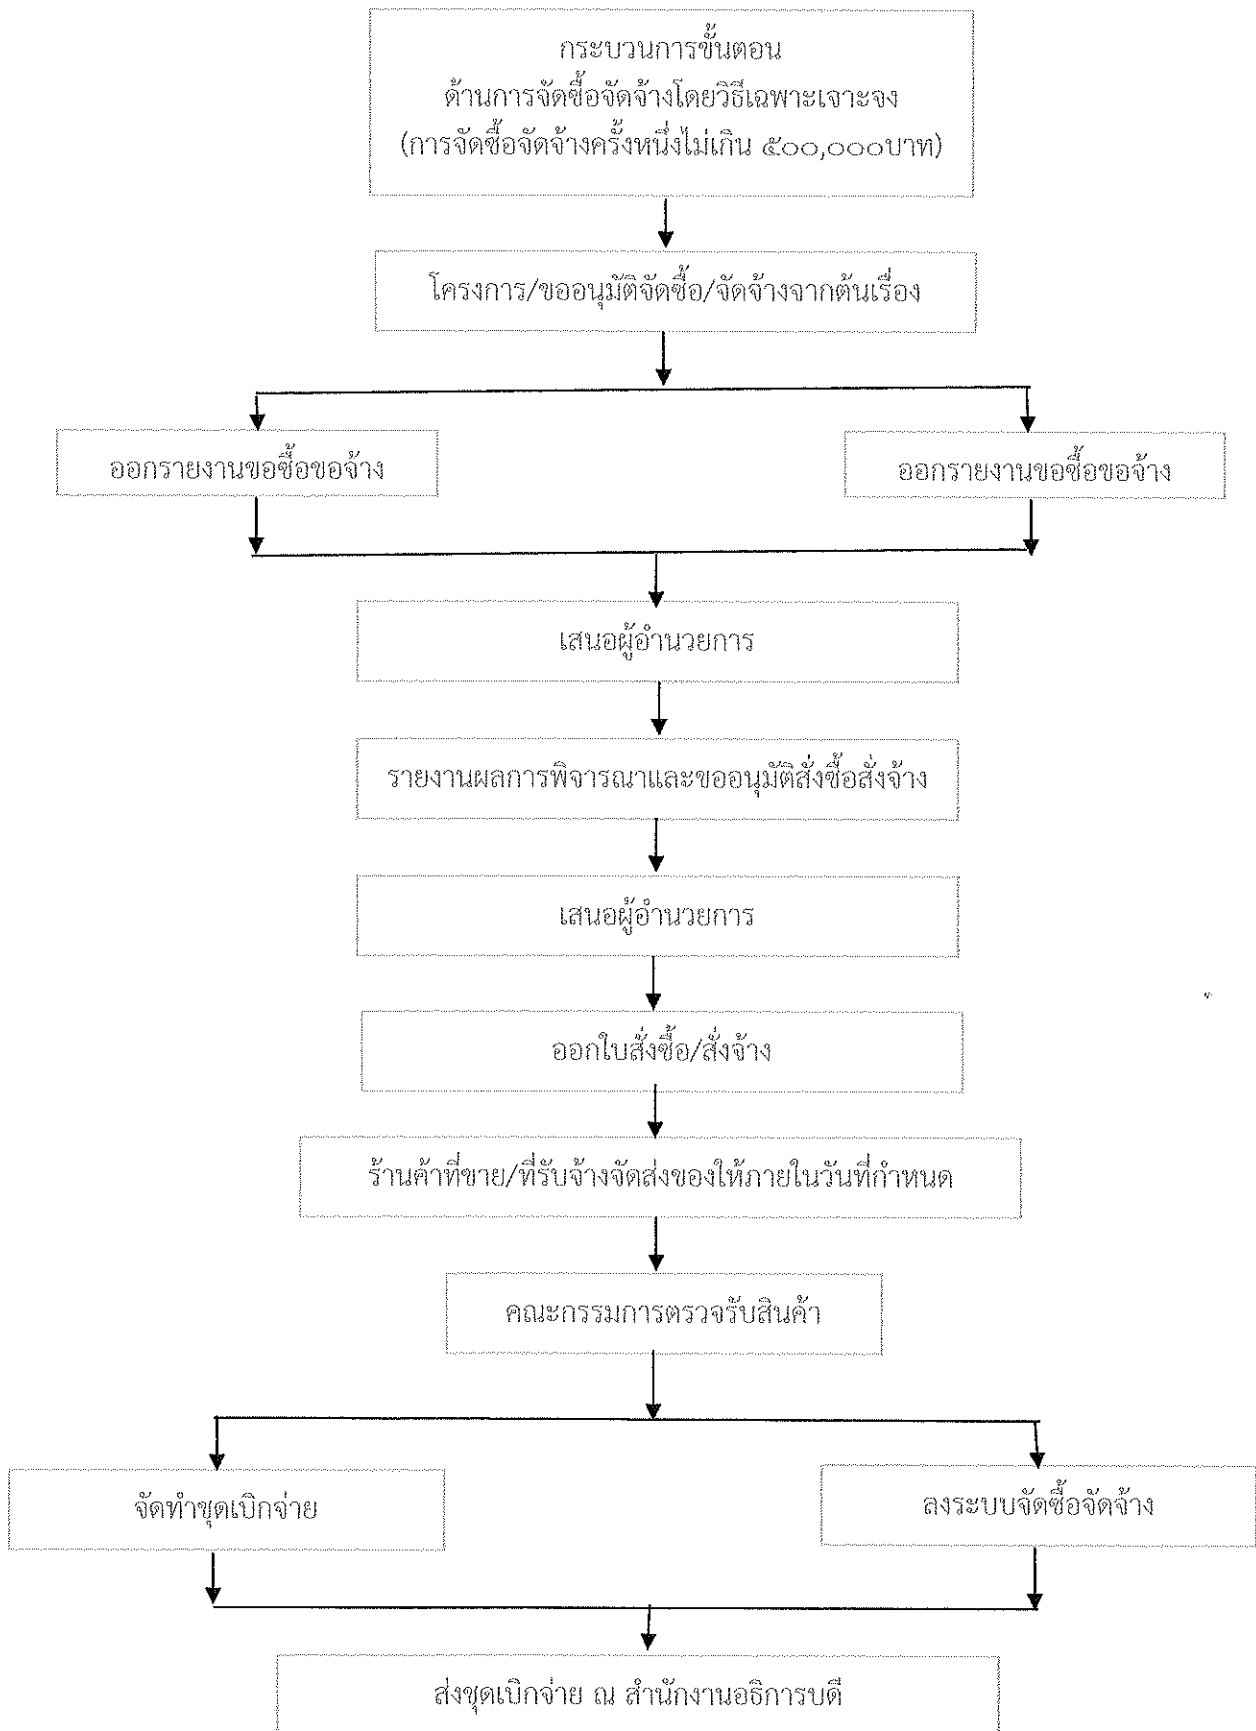 กระบวนการขั้นตอน
ด้านการจัดซื้อจัดจ้างโดยวิธีเฉพาะเจาะจง
(การจัดซื้อจัดจ้างครั้งหนึ่งไม่เกิน ๕๐๐,๐๐๐บาท)
โครงการ/ขออนุมัติจัดซื้อ/จัดจ้างจากต้นเรื่อง
ออกรายงานขอซื้อขอจ้าง
ออกรายงานขอซื้อขอจ้าง
เสนอผู้อำนวยการ
รายงานผลการพิจารณาและขออนุมัติสั่งซื้อสั่งจ้าง
เสนอผู้อำนวยการ
ออกใบสั่งซื้อ/สั่งจ้าง
ร้านค้าที่ขาย/ที่รับจ้างจัดส่งของให้ภายในวันที่กำหนด
คณะกรรมการตรวจรับสินค้า
จัดทำชุดเบิกจ่าย
ลงระบบจัดซื้อจัดจ้าง
ส่งชุดเบิกจ่าย ณ สำนักงานอธิการบดี